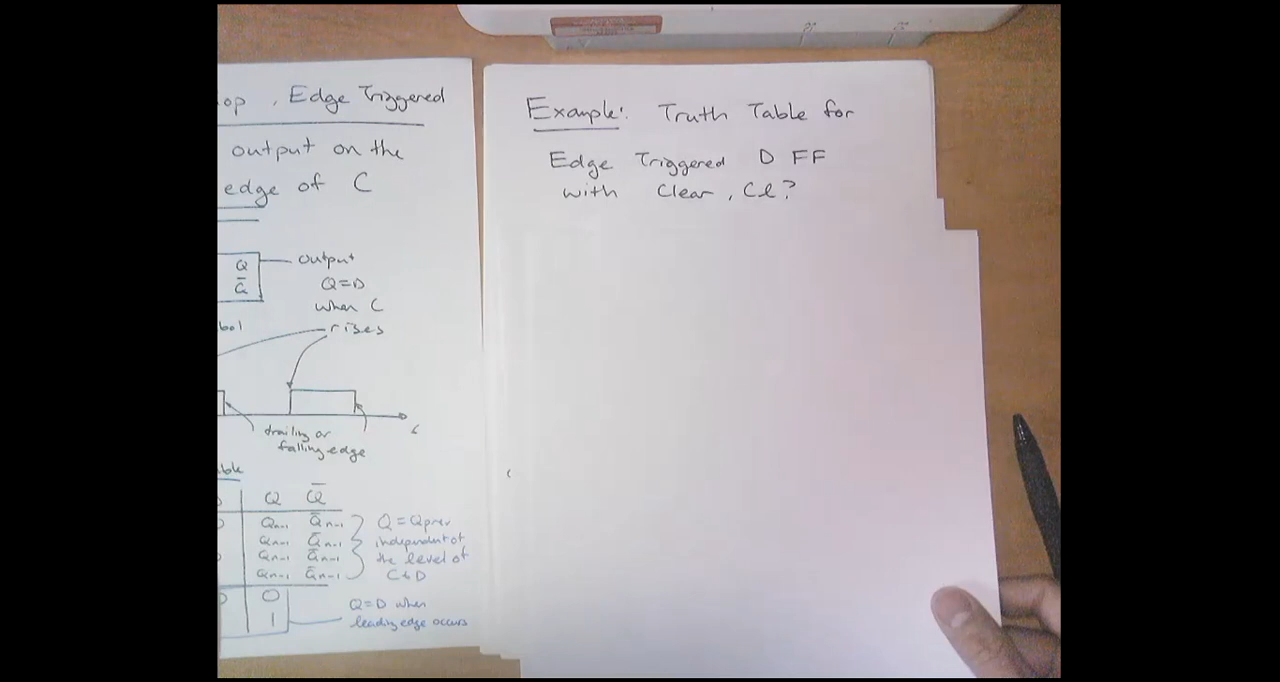 op, Edge Triggered
output on the
edge of C
Q
Q̅
output
Q=D
when C
rises
bol
trailing or
falling edge
t
ble
Q Q̅
Qn-1 Q̅n-1
Qn-1 Q̅n-1
Qn-1 Q̅n-1
Qn-1 Q̅n-1
Q = Qprev
independent of
the level of
C & D
0
1
Q=D when
leading edge occurs
Example: Truth Table for
Edge Triggered D FF
with Clear, Cl?